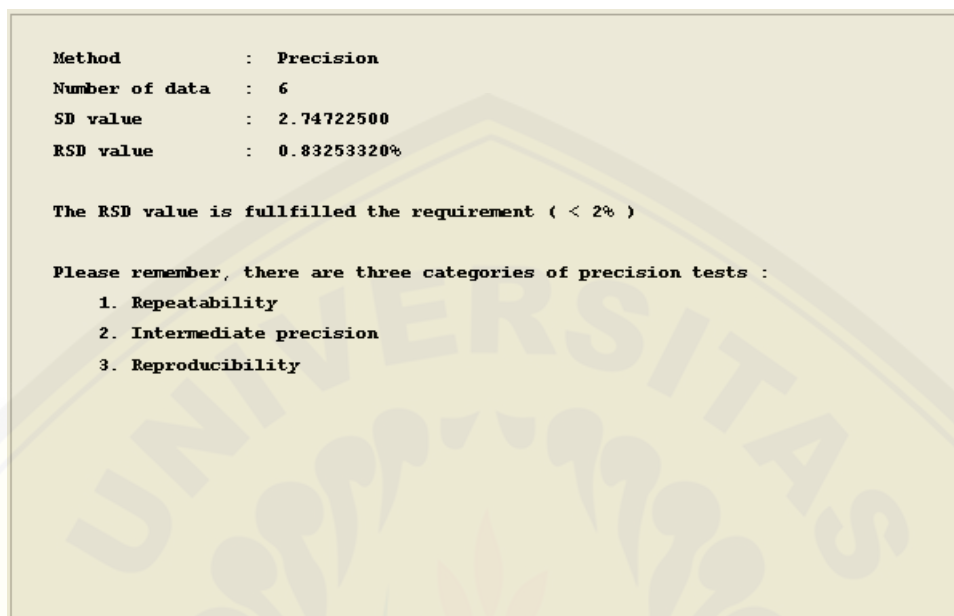 Method : Precision
Number of data : 6
SD value : 2.74722500
RSD value : 0.83253320%
The RSD value is fullfilled the requirement ( < 2% )
Please remember, there are three categories of precision tests :
1. Repeatability
2. Intermediate precision
3. Reproducibility
UNIVERSITAS